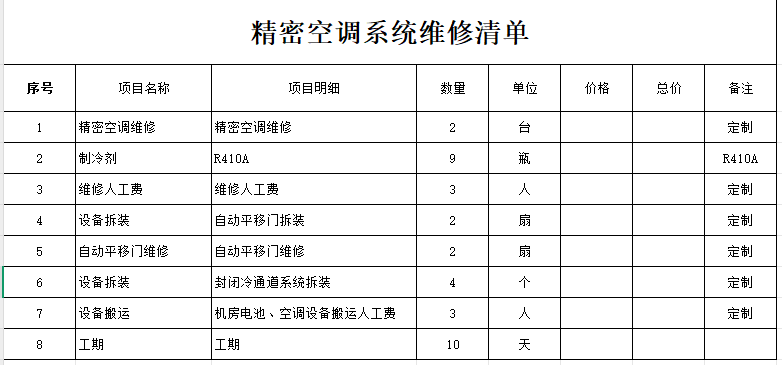 精密空调系统维修清单
序号 项目名称 项目明细 数量 单位 价格 总价 备注
1 精密空调维修 精密空调维修 2 台 定制
2 制冷剂 R410A 9 瓶 R410A
3 维修人工费 维修人工费 3 人 定制
4 设备拆装 自动平移门拆装 2 扇 定制
5 自动平移门维修 自动平移门维修 2 扇 定制
6 设备拆装 封闭冷通道系统拆装 4 个 定制
7 设备搬运 机房电池、空调设备搬运人工费 3 人 定制
8 工期 工期 10 天